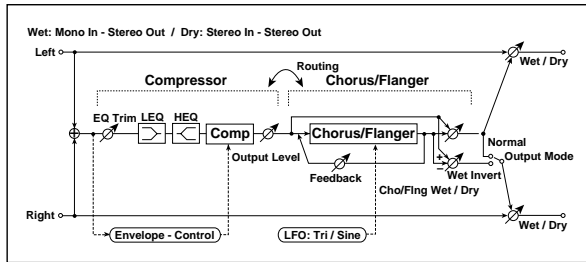 Wet: Mono In - Stereo Out / Dry: Stereo In - Stereo Out
Left
Wet / Dry
Routing
Compressor
Chorus/Flanger
EQ Trim
LEQ
HEQ
Comp
Chorus/Flanger
Output Level
Feedback
+
−
Normal
Output Mode
Wet Invert
Cho/Flng Wet / Dry
Right
Wet / Dry
Envelope - Control
LFO: Tri / Sine